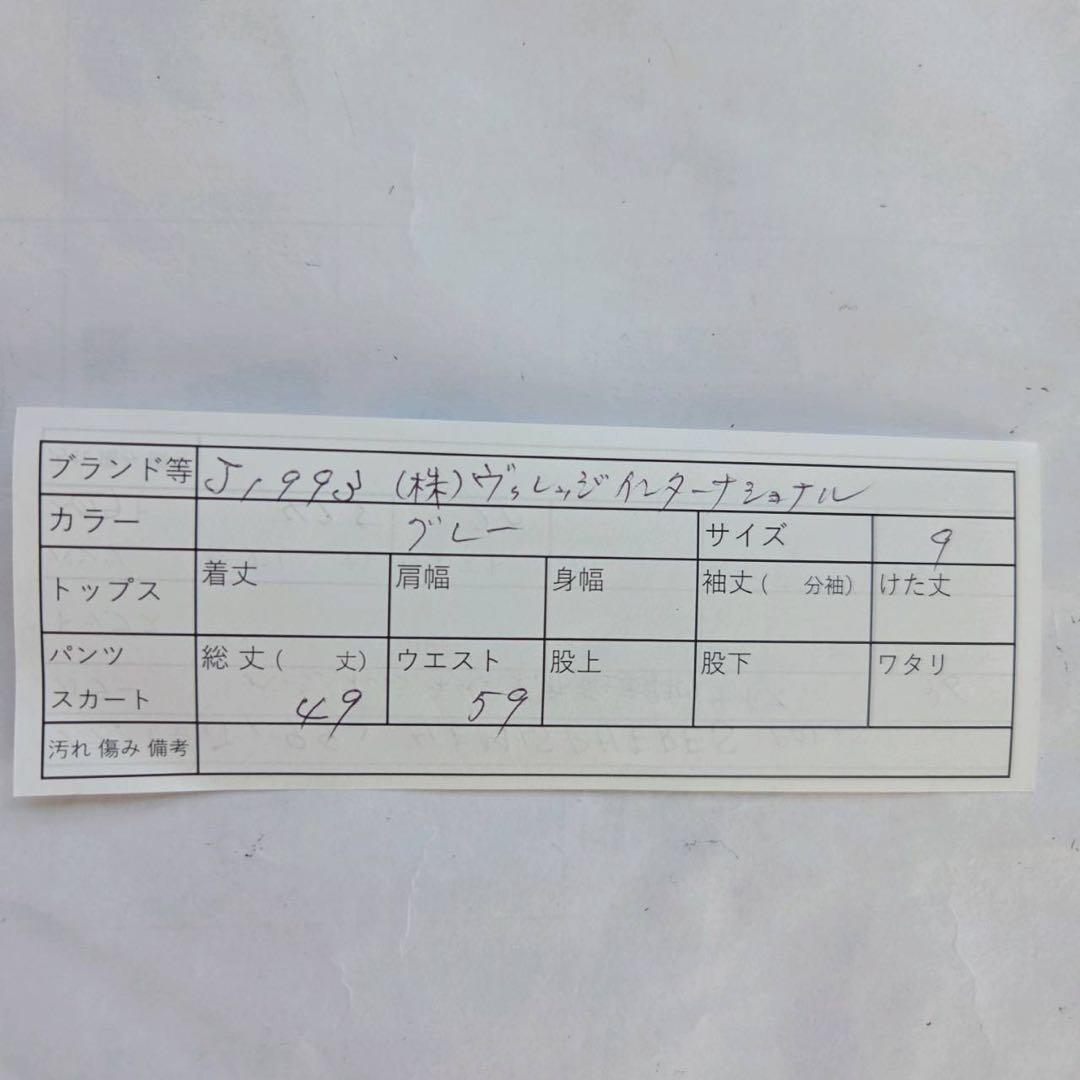 ブランド等 J1993 (株)ヴィレッジインターナショナル
カラー グレー サイズ 9
トップス 着丈 肩幅 身幅 袖丈( 分袖) けた丈
パンツ 総丈( 丈) ウエスト 股上 股下 ワタリ
スカート 49 59
汚れ 傷み 備考